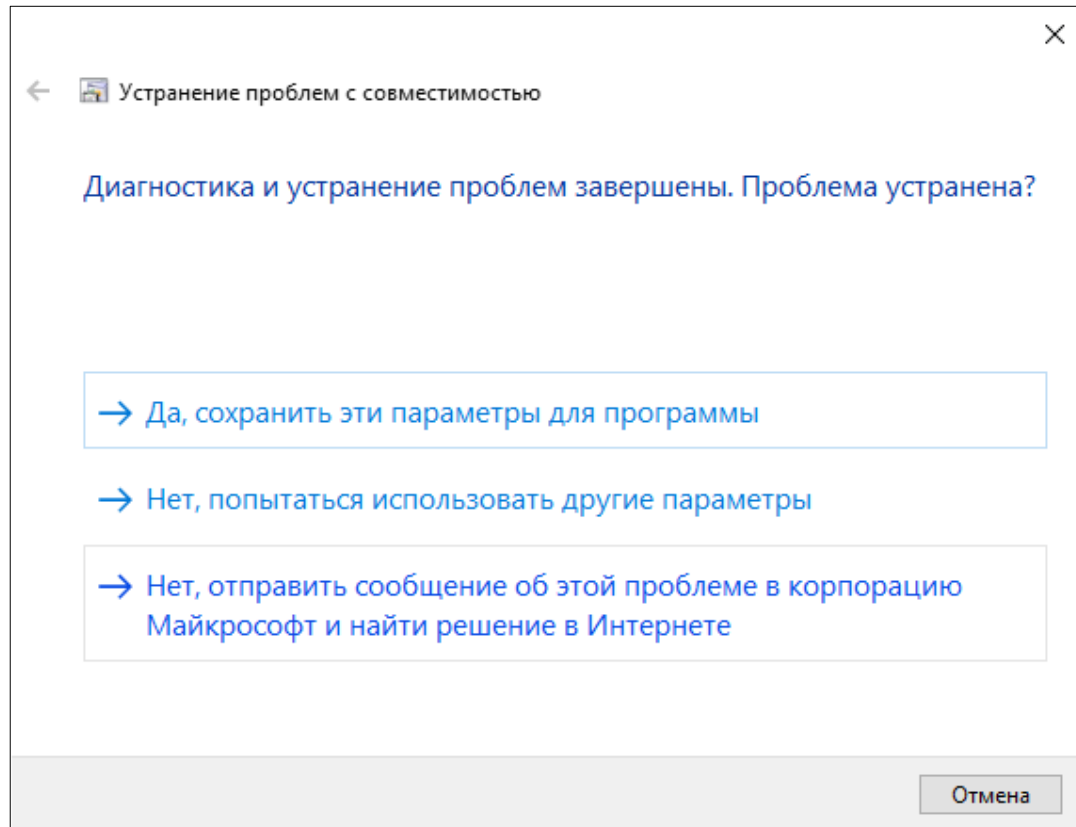 Устранение проблем с совместимостью
Диагностика и устранение проблем завершены. Проблема устранена?
Да, сохранить эти параметры для программы
Нет, попытаться использовать другие параметры
Нет, отправить сообщение об этой проблеме в корпорацию
Майкрософт и найти решение в Интернете
Отмена